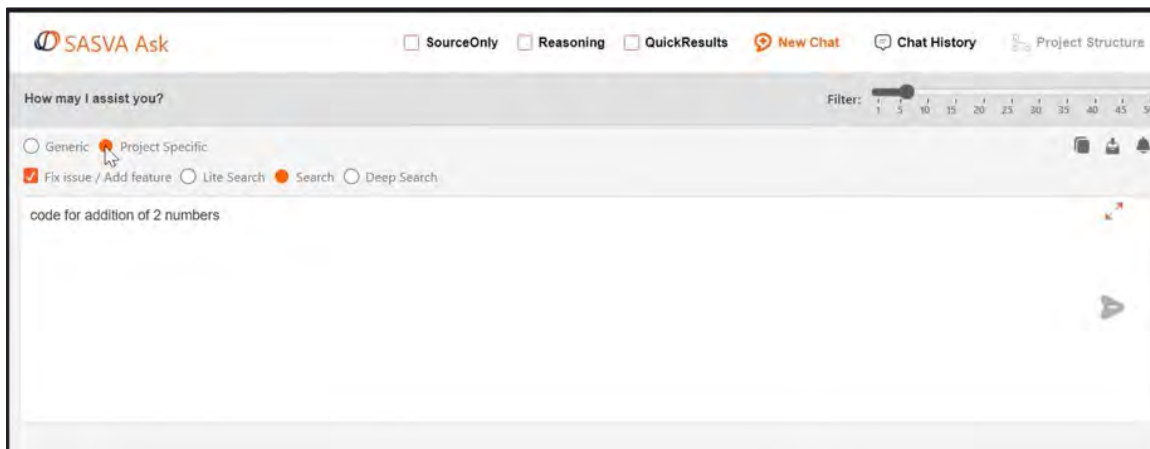 SASVA Ask SourceOnly Reasoning QuickResults New Chat Chat History Project Structure
How may I assist you? Filter:
1 5 10 15 20 25 30 35 40 45
Generic Project Specific
Fix issue / Add feature Lite Search Search Deep Search
code for addition of 2 numbers